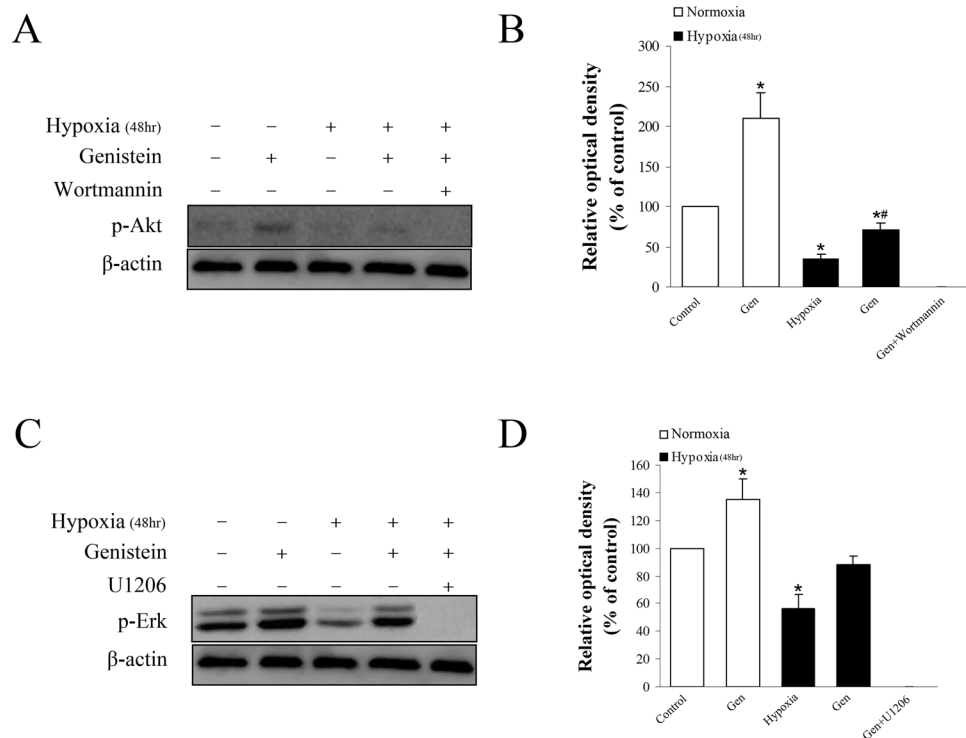 A
Hypoxia (48hr) – – + + +
Genistein – + – + +
Wortmannin – – – – +
p-Akt
β-actin
B
Normoxia
Hypoxia (48hr)
Relative optical density
(% of control)
300
250
200
150
100
50
0
*
*
*#
Control
Gen
Hypoxia
Gen
Gen+Wortmannin
C
Hypoxia (48hr) – – + + +
Genistein – + – + +
U1206 – – – – +
p-Erk
β-actin
D
Normoxia
Hypoxia (48hr)
Relative optical density
(% of control)
160
140
120
100
80
60
40
20
0
*
*
Control
Gen
Hypoxia
Gen
Gen+U1206